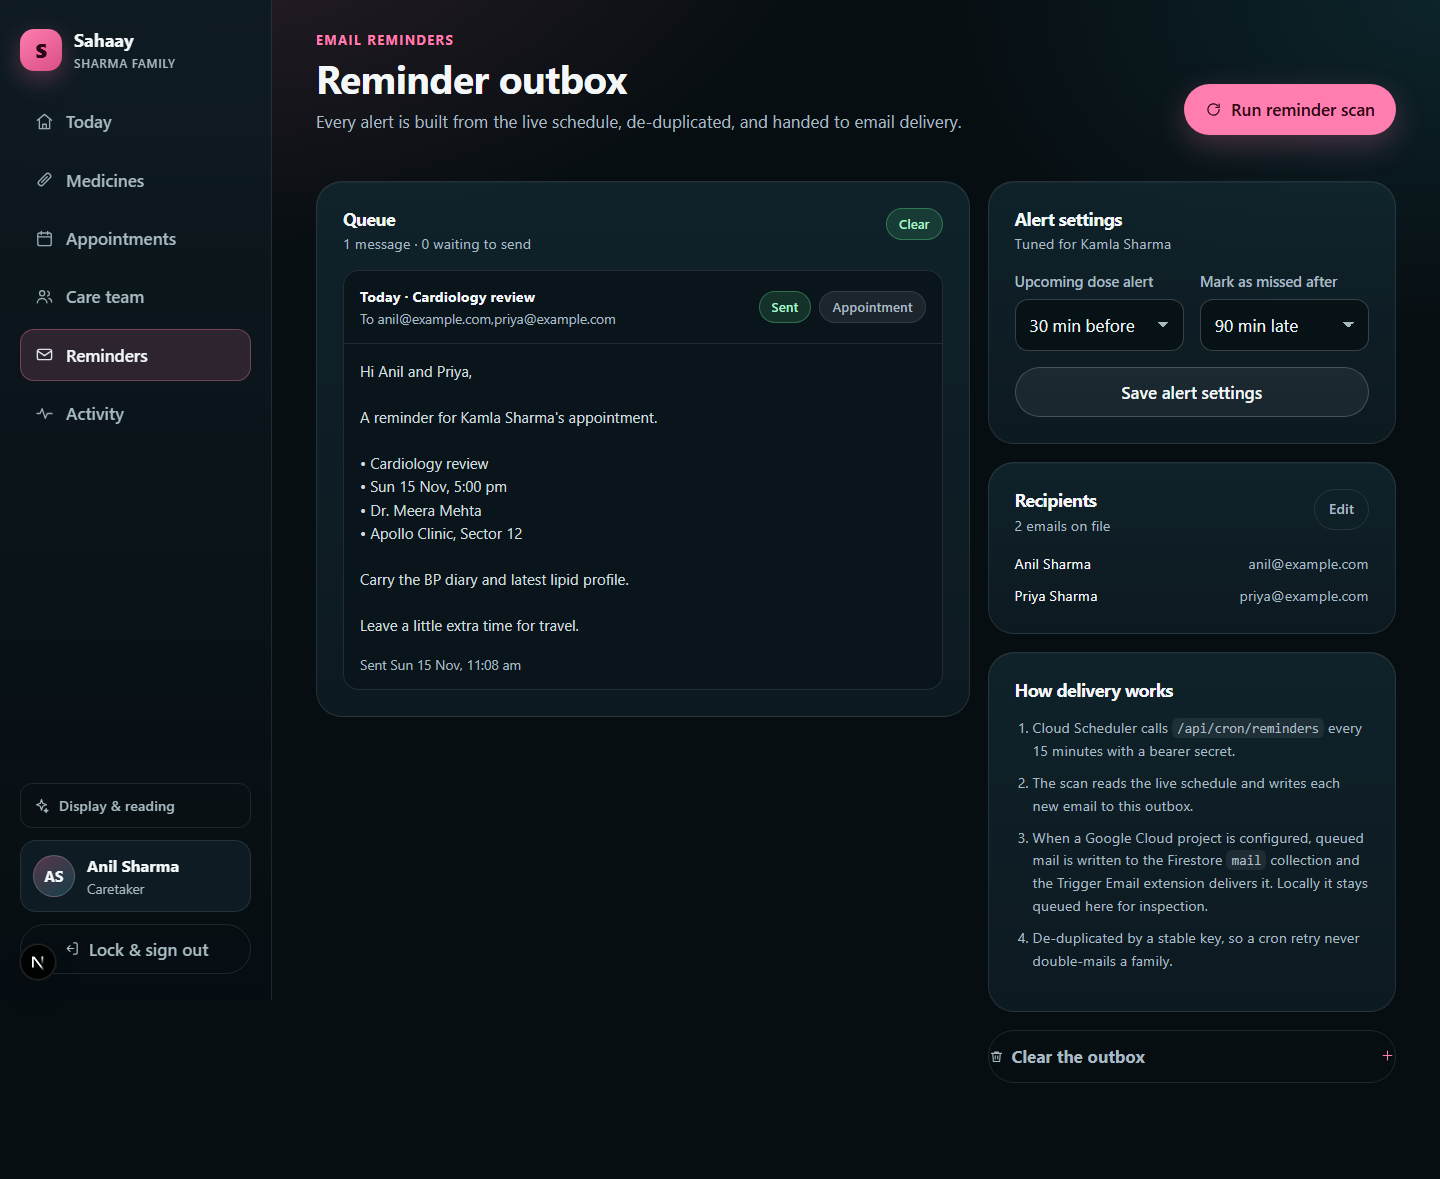 S
Sahaay
SHARMA FAMILY
Today
Medicines
Appointments
Care team
Reminders
Activity
Display & reading
AS
Anil Sharma
Caretaker
Lock & sign out
N
EMAIL REMINDERS
Reminder outbox
Every alert is built from the live schedule, de-duplicated, and handed to email delivery.
Run reminder scan
Queue
1 message · 0 waiting to send
Clear
Today · Cardiology review
To anil@example.com,priya@example.com
Sent
Appointment
Hi Anil and Priya,
A reminder for Kamla Sharma's appointment.
• Cardiology review
• Sun 15 Nov, 5:00 pm
• Dr. Meera Mehta
• Apollo Clinic, Sector 12
Carry the BP diary and latest lipid profile.
Leave a little extra time for travel.
Sent Sun 15 Nov, 11:08 am
Alert settings
Tuned for Kamla Sharma
Upcoming dose alert
Mark as missed after
30 min before
90 min late
Save alert settings
Recipients
2 emails on file
Edit
Anil Sharma
anil@example.com
Priya Sharma
priya@example.com
How delivery works
1. Cloud Scheduler calls /api/cron/reminders every
15 minutes with a bearer secret.
2. The scan reads the live schedule and writes each
new email to this outbox.
3. When a Google Cloud project is configured, queued
mail is written to the Firestore mail collection and
the Trigger Email extension delivers it. Locally it stays
queued here for inspection.
4. De-duplicated by a stable key, so a cron retry never
double-mails a family.
Clear the outbox
+